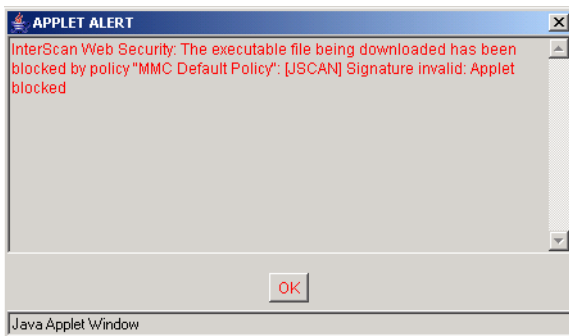 APPLET ALERT
InterScan Web Security: The executable file being downloaded has been
blocked by policy "MMC Default Policy": [JSCAN] Signature invalid: Applet
blocked
OK
Java Applet Window